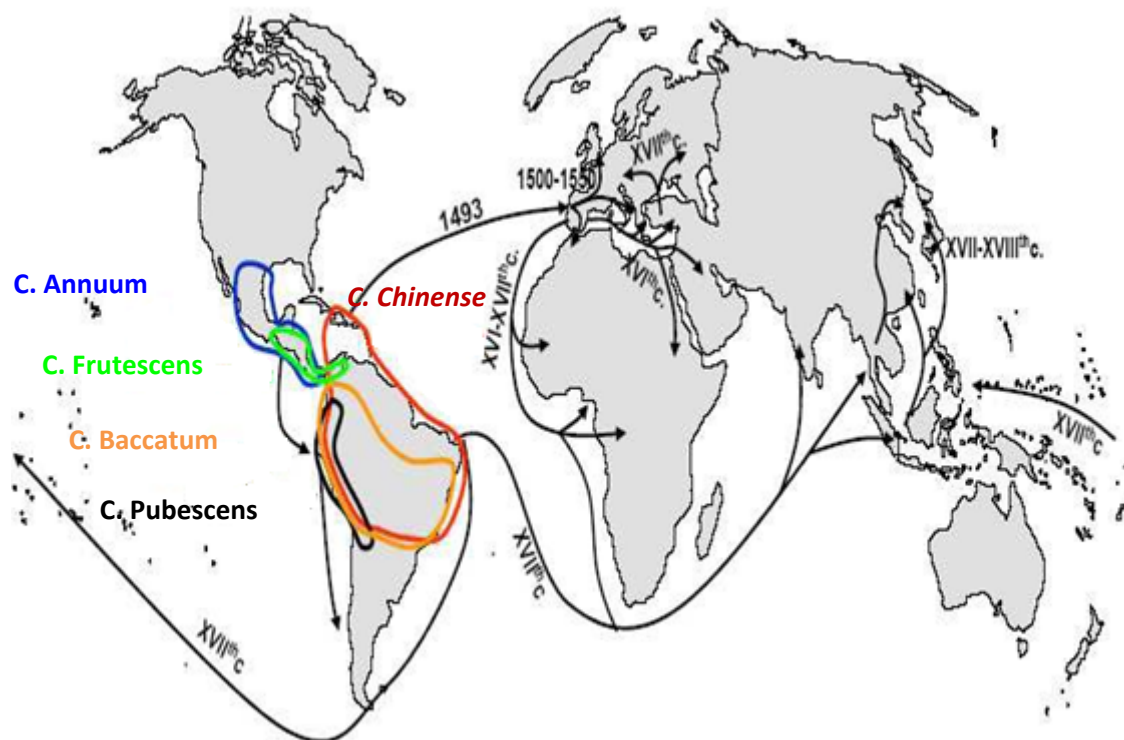 XVIIth c.
1500-1550
1493
XVII-XVIIIth c.
C. Annuum
C. Chinense
XVIth c.
XVI-XVIIth c.
C. Frutescens
XVIIth c
C. Baccatum
C. Pubescens
XVIIth c
XVIIth c